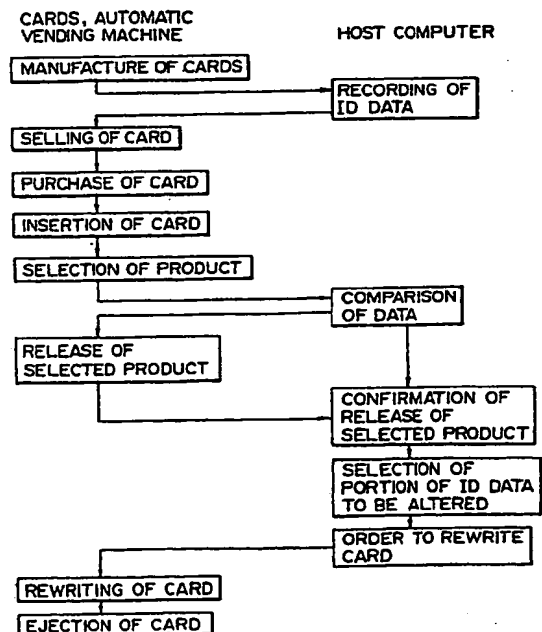 CARDS, AUTOMATIC
VENDING MACHINE
HOST COMPUTER
MANUFACTURE OF CARDS
RECORDING OF
ID DATA
SELLING OF CARD
PURCHASE OF CARD
INSERTION OF CARD
SELECTION OF PRODUCT
COMPARISON
OF DATA
RELEASE OF
SELECTED PRODUCT
CONFIRMATION OF
RELEASE OF
SELECTED PRODUCT
SELECTION OF
PORTION OF ID DATA
TO BE ALTERED
ORDER TO REWRITE
CARD
REWRITING OF CARD
EJECTION OF CARD